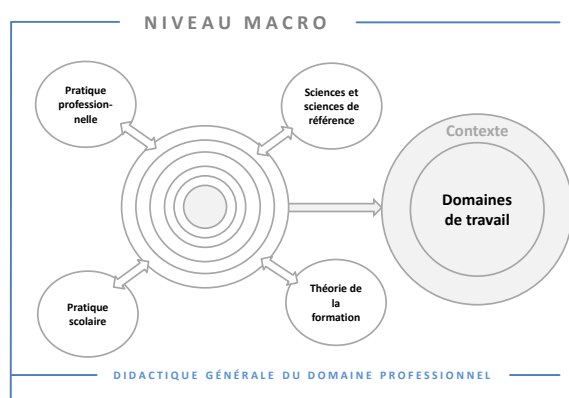 NIVEAU MACRO
Pratique
profession-
nelle
Sciences et
sciences de
référence
Contexte
Domaines
de travail
Pratique
scolaire
Théorie de
la
formation
DIDACTIQUE GÉNÉRALE DU DOMAINE PROFESSIONNEL